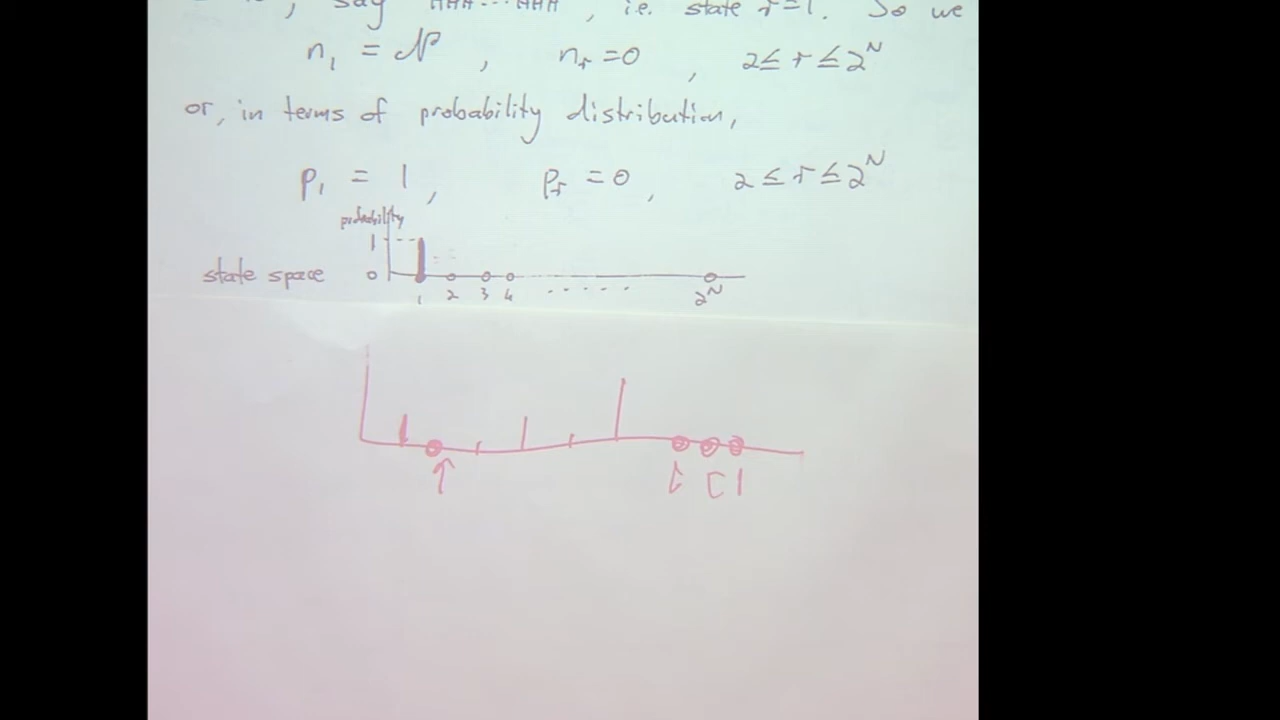 , say HHH...HHH, i.e. state r=1. So we
n₁ = 𝒩, nᵣ = 0, 2 ≤ r ≤ 2ᴺ
or, in terms of probability distribution,
p₁ = 1, pᵣ = 0, 2 ≤ r ≤ 2ᴺ
probability
1
state space 0
1 2 3 4 ...... 2ᴺ